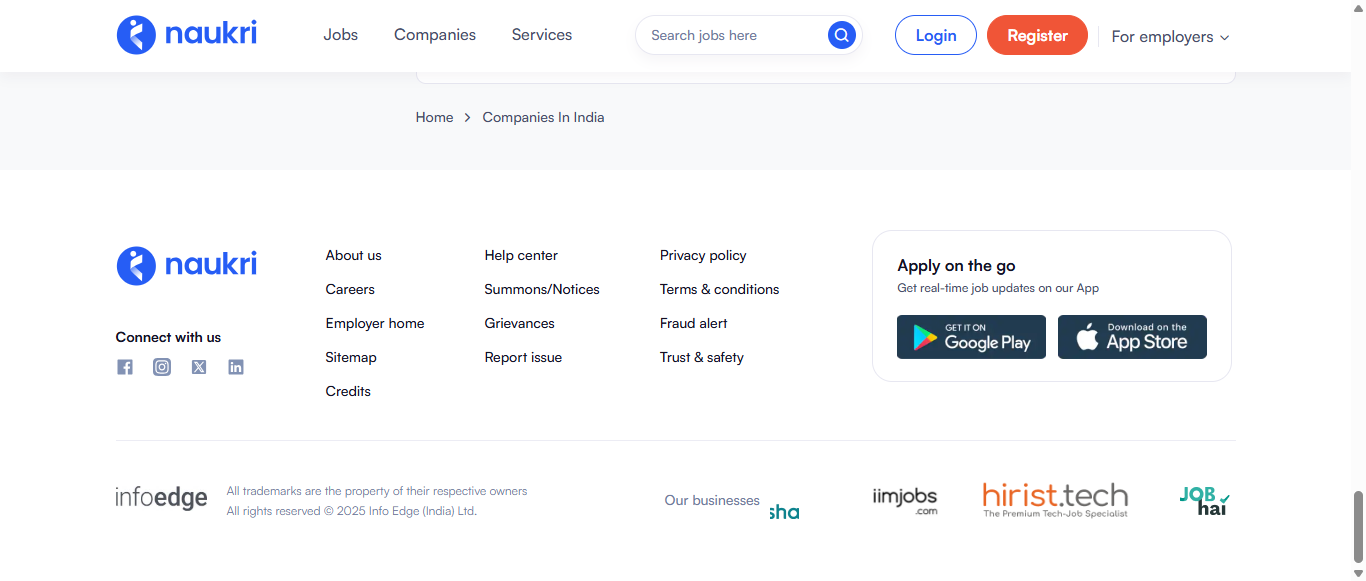 naukri Jobs Companies Services Search jobs here Login Register For employers
Home Companies In India
naukri
Connect with us
About us
Careers
Employer home
Sitemap
Credits
Help center
Summons/Notices
Grievances
Report issue
Privacy policy
Terms & conditions
Fraud alert
Trust & safety
Apply on the go
Get real-time job updates on our App
GET IT ON
Google Play
Download on the
App Store
infoedge
All trademarks are the property of their respective owners
All rights reserved © 2025 Info Edge (India) Ltd.
Our businesses
sha
iimjobs
.com
hirist.tech
The Premium Tech-Job Specialist
JOB
hai